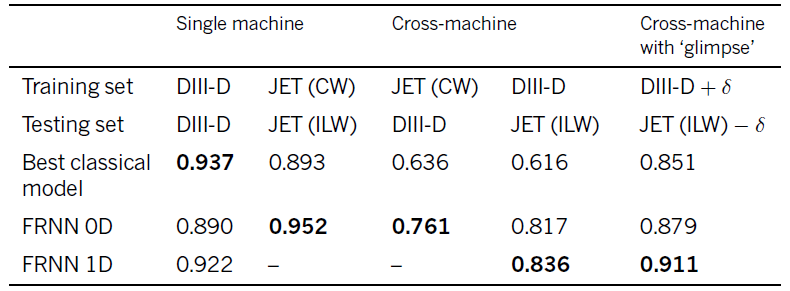 Single machine Cross-machine Cross-machine
with ‘glimpse’
Training set DIII-D JET (CW) JET (CW) DIII-D DIII-D + δ
Testing set DIII-D JET (ILW) DIII-D JET (ILW) JET (ILW) − δ
Best classical 0.937 0.893 0.636 0.616 0.851
model
FRNN 0D 0.890 0.952 0.761 0.817 0.879
FRNN 1D 0.922 – – 0.836 0.911